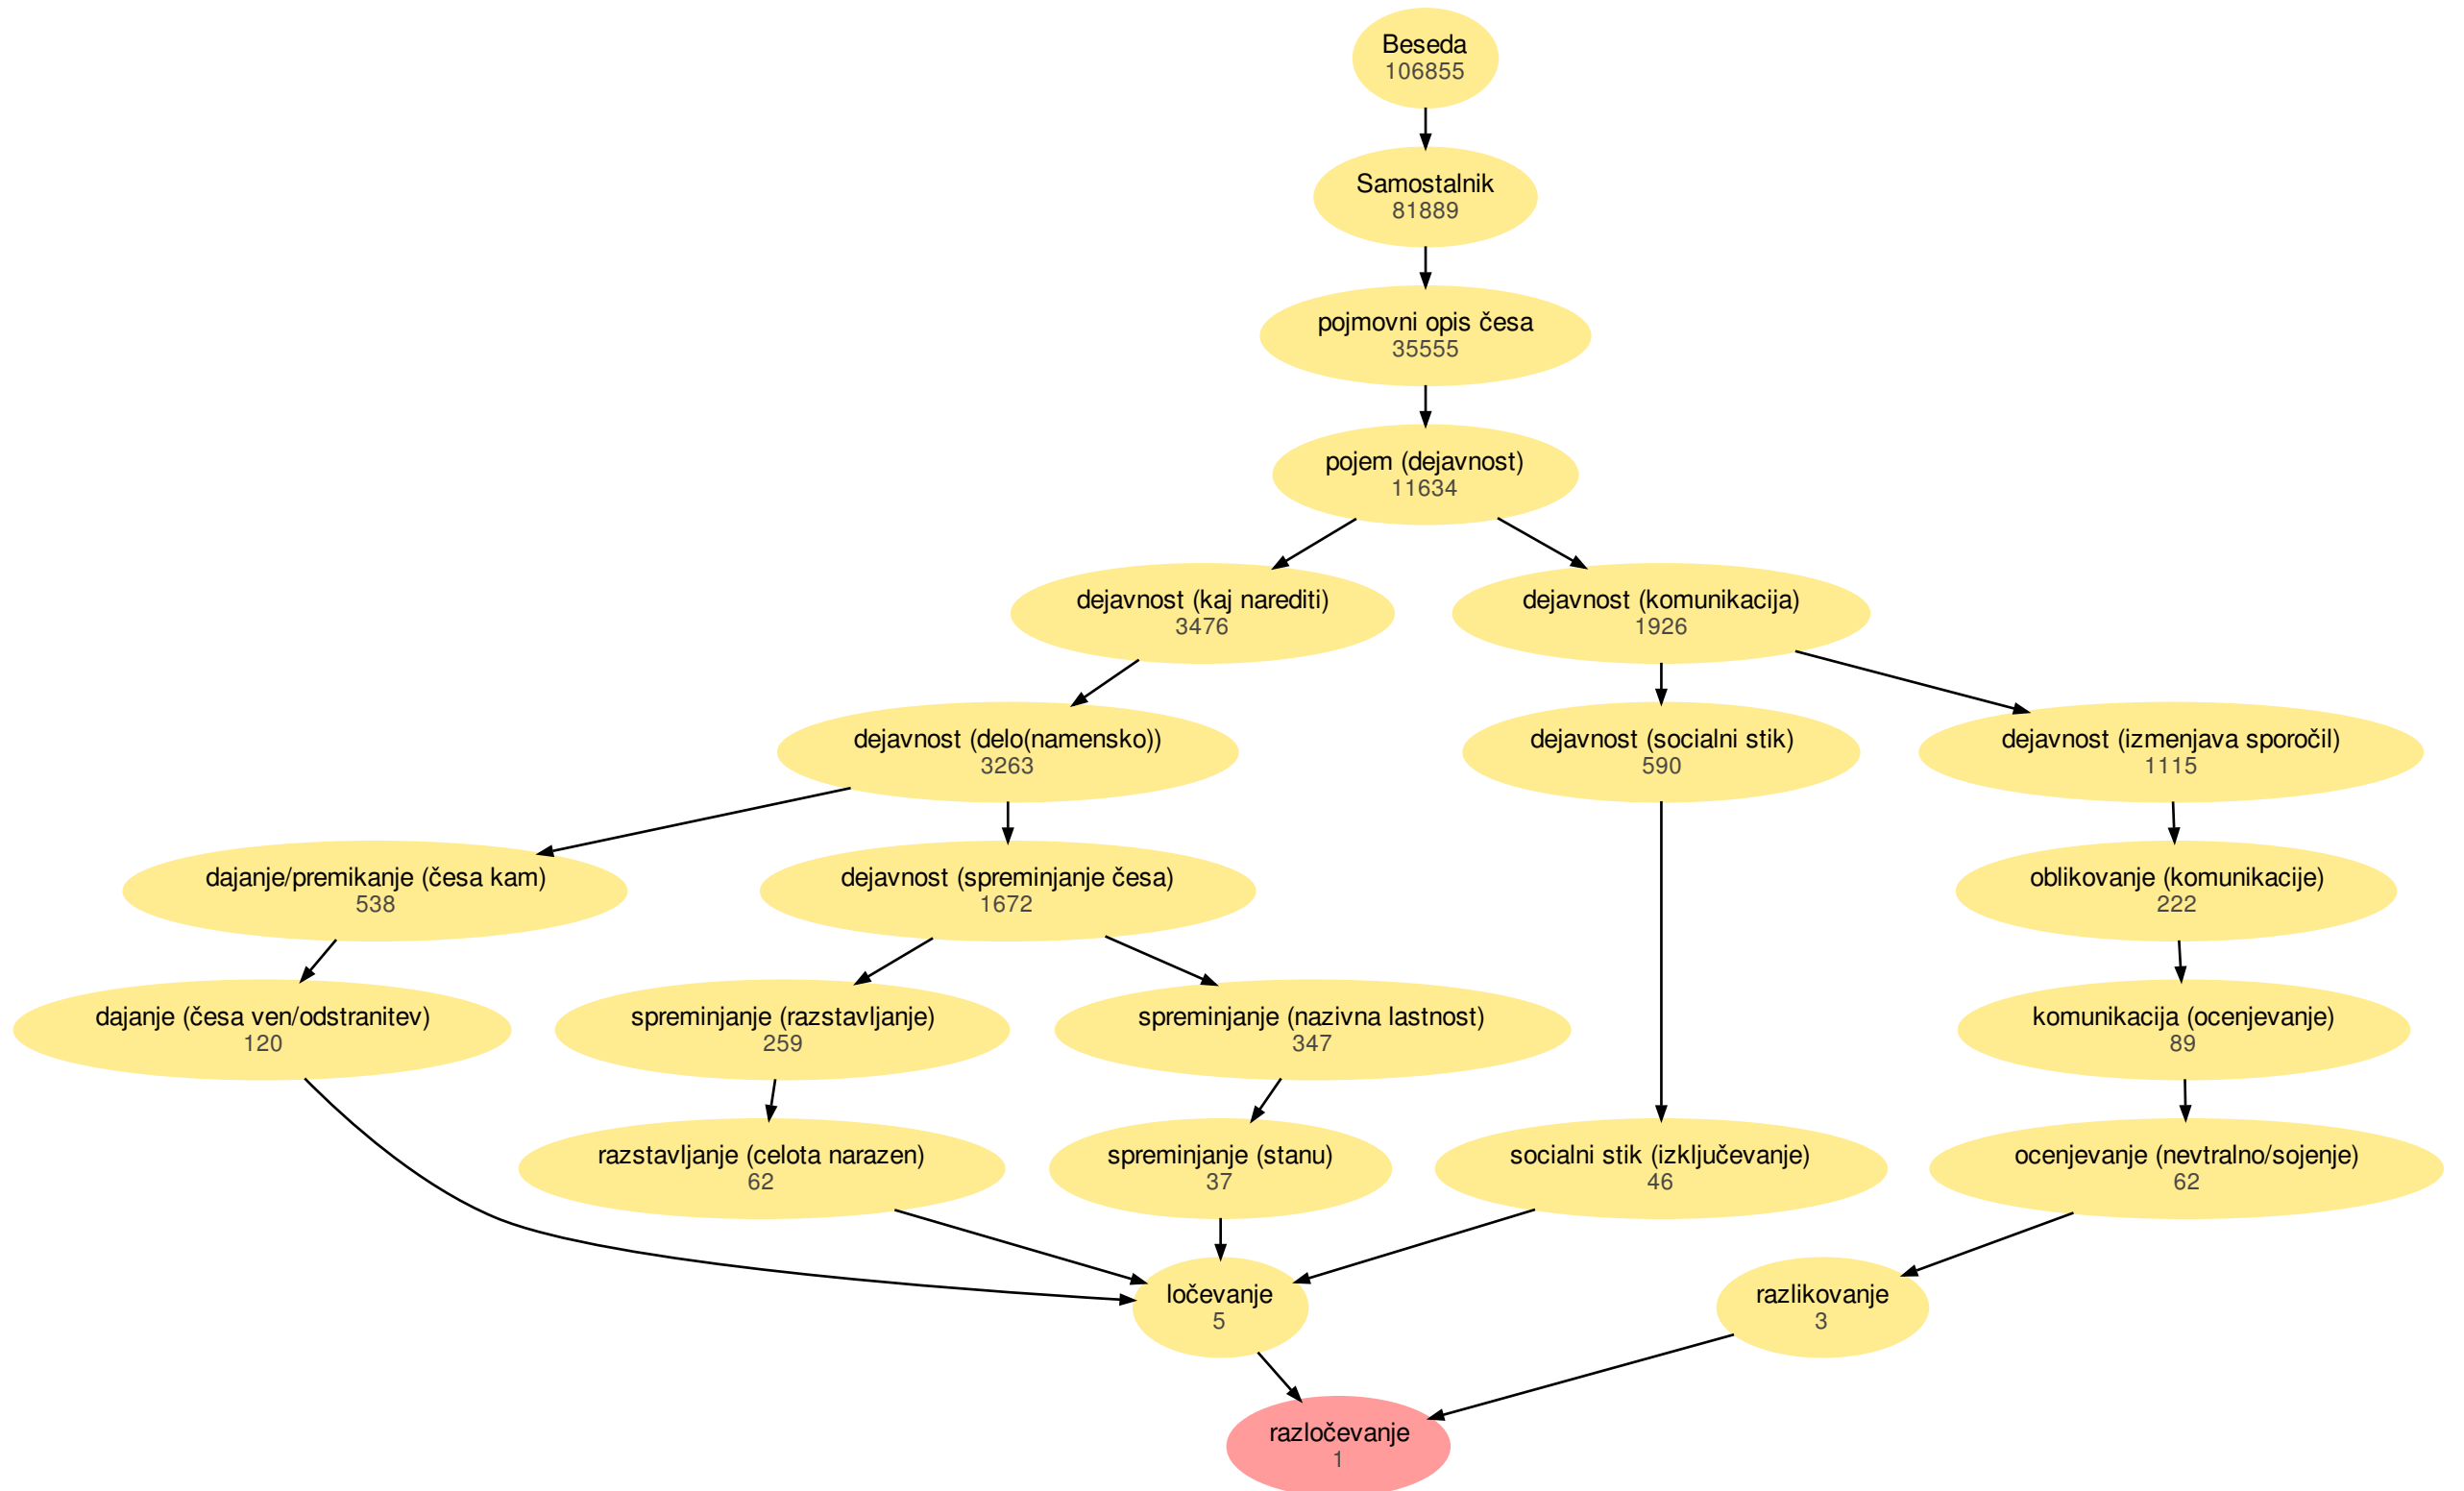 Beseda
106855
Samostalnik
81889
pojmovni opis česa
35555
pojem (dejavnost)
11634
dejavnost (kaj narediti)
3476
dejavnost (komunikacija)
1926
dejavnost (delo(namensko))
3263
dejavnost (socialni stik)
590
dejavnost (izmenjava sporočil)
1115
dajanje/premikanje (česa kam)
538
dejavnost (spreminjanje česa)
1672
oblikovanje (komunikacije)
222
dajanje (česa ven/odstranitev)
120
spreminjanje (razstavljanje)
259
spreminjanje (nazivna lastnost)
347
komunikacija (ocenjevanje)
89
razstavljanje (celota narazen)
62
spreminjanje (stanu)
37
socialni stik (izključevanje)
46
ocenjevanje (nevtralno/sojenje)
62
ločevanje
5
razlikovanje
3
razločevanje
1